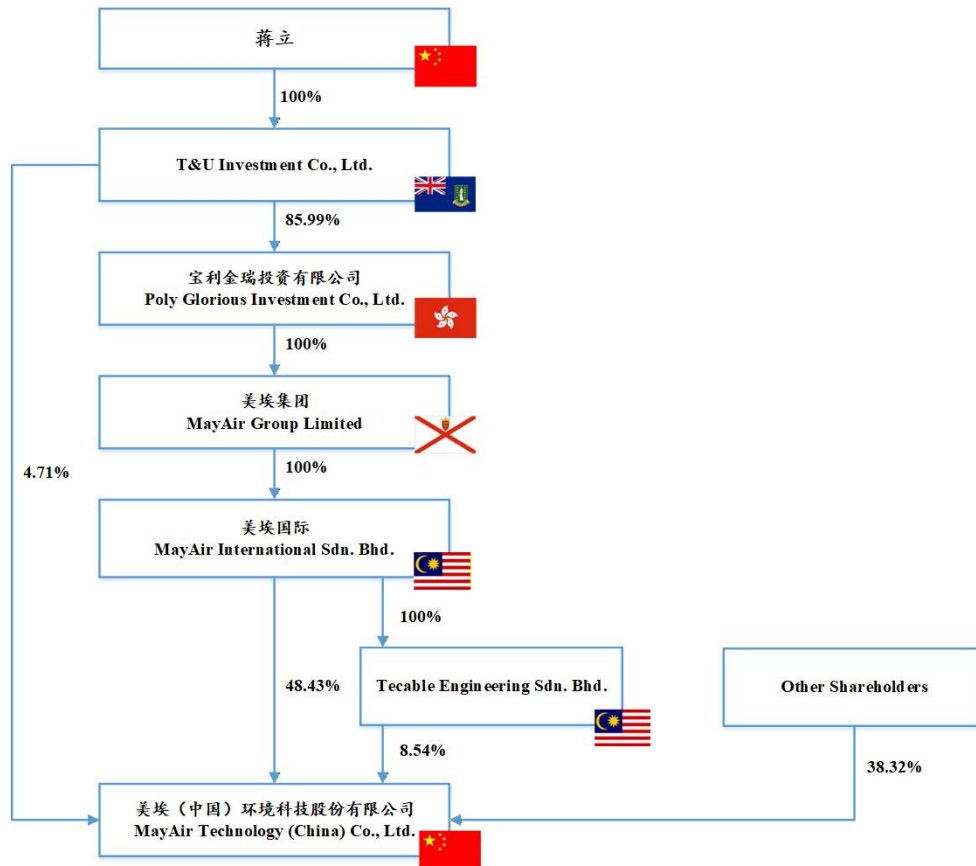 蒋立
100%
T&U Investment Co., Ltd.
85.99%
宝利金瑞投资有限公司
Poly Glorious Investment Co., Ltd.
100%
美埃集团
MayAir Group Limited
4.71%
100%
美埃国际
MayAir International Sdn. Bhd.
100%
48.43%
Tecable Engineering Sdn. Bhd.
Other Shareholders
8.54%
38.32%
美埃（中国）环境科技股份有限公司
MayAir Technology (China) Co., Ltd.